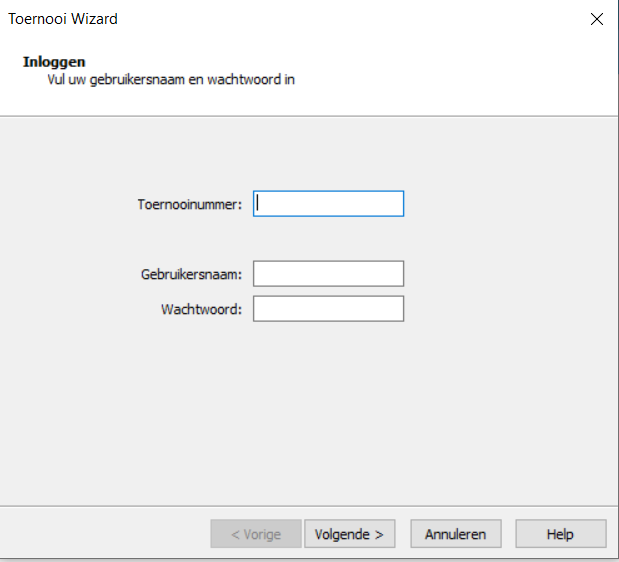 Toernooi Wizard
Inloggen
Vul uw gebruikersnaam en wachtwoord in
Toernooinummer:
Gebruikersnaam:
Wachtwoord:
< Vorige
Volgende >
Annuleren
Help